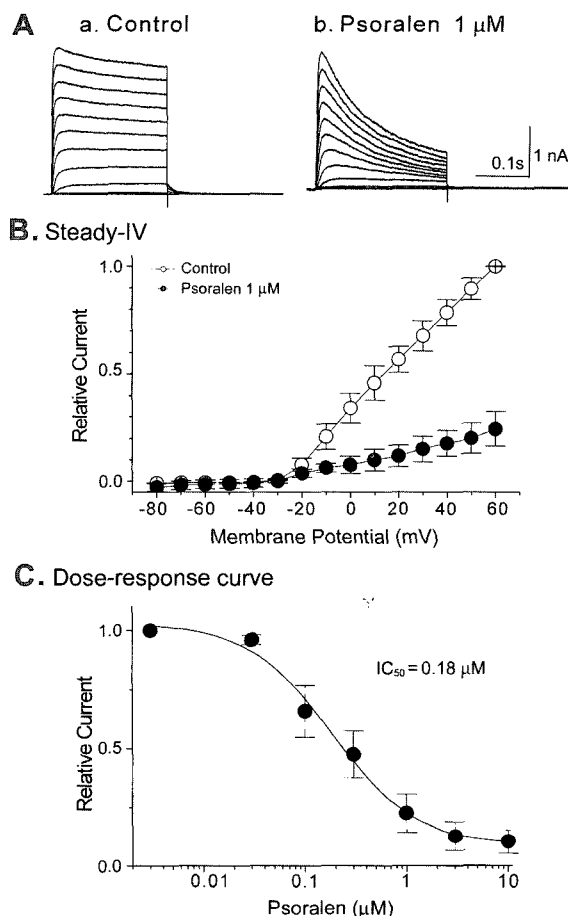 A a. Control b. Psoralen 1 μM
0.1s 1 nA
B. Steady-IV
Control
Psoralen 1 μM
1.0
0.5
0.0
Relative Current
-80 -60 -40 -20 0 20 40 60
Membrane Potential (mV)
C. Dose-response curve
IC50 = 0.18 μM
1.0
0.5
0.0
Relative Current
0.01 0.1 1 10
Psoralen (μM)